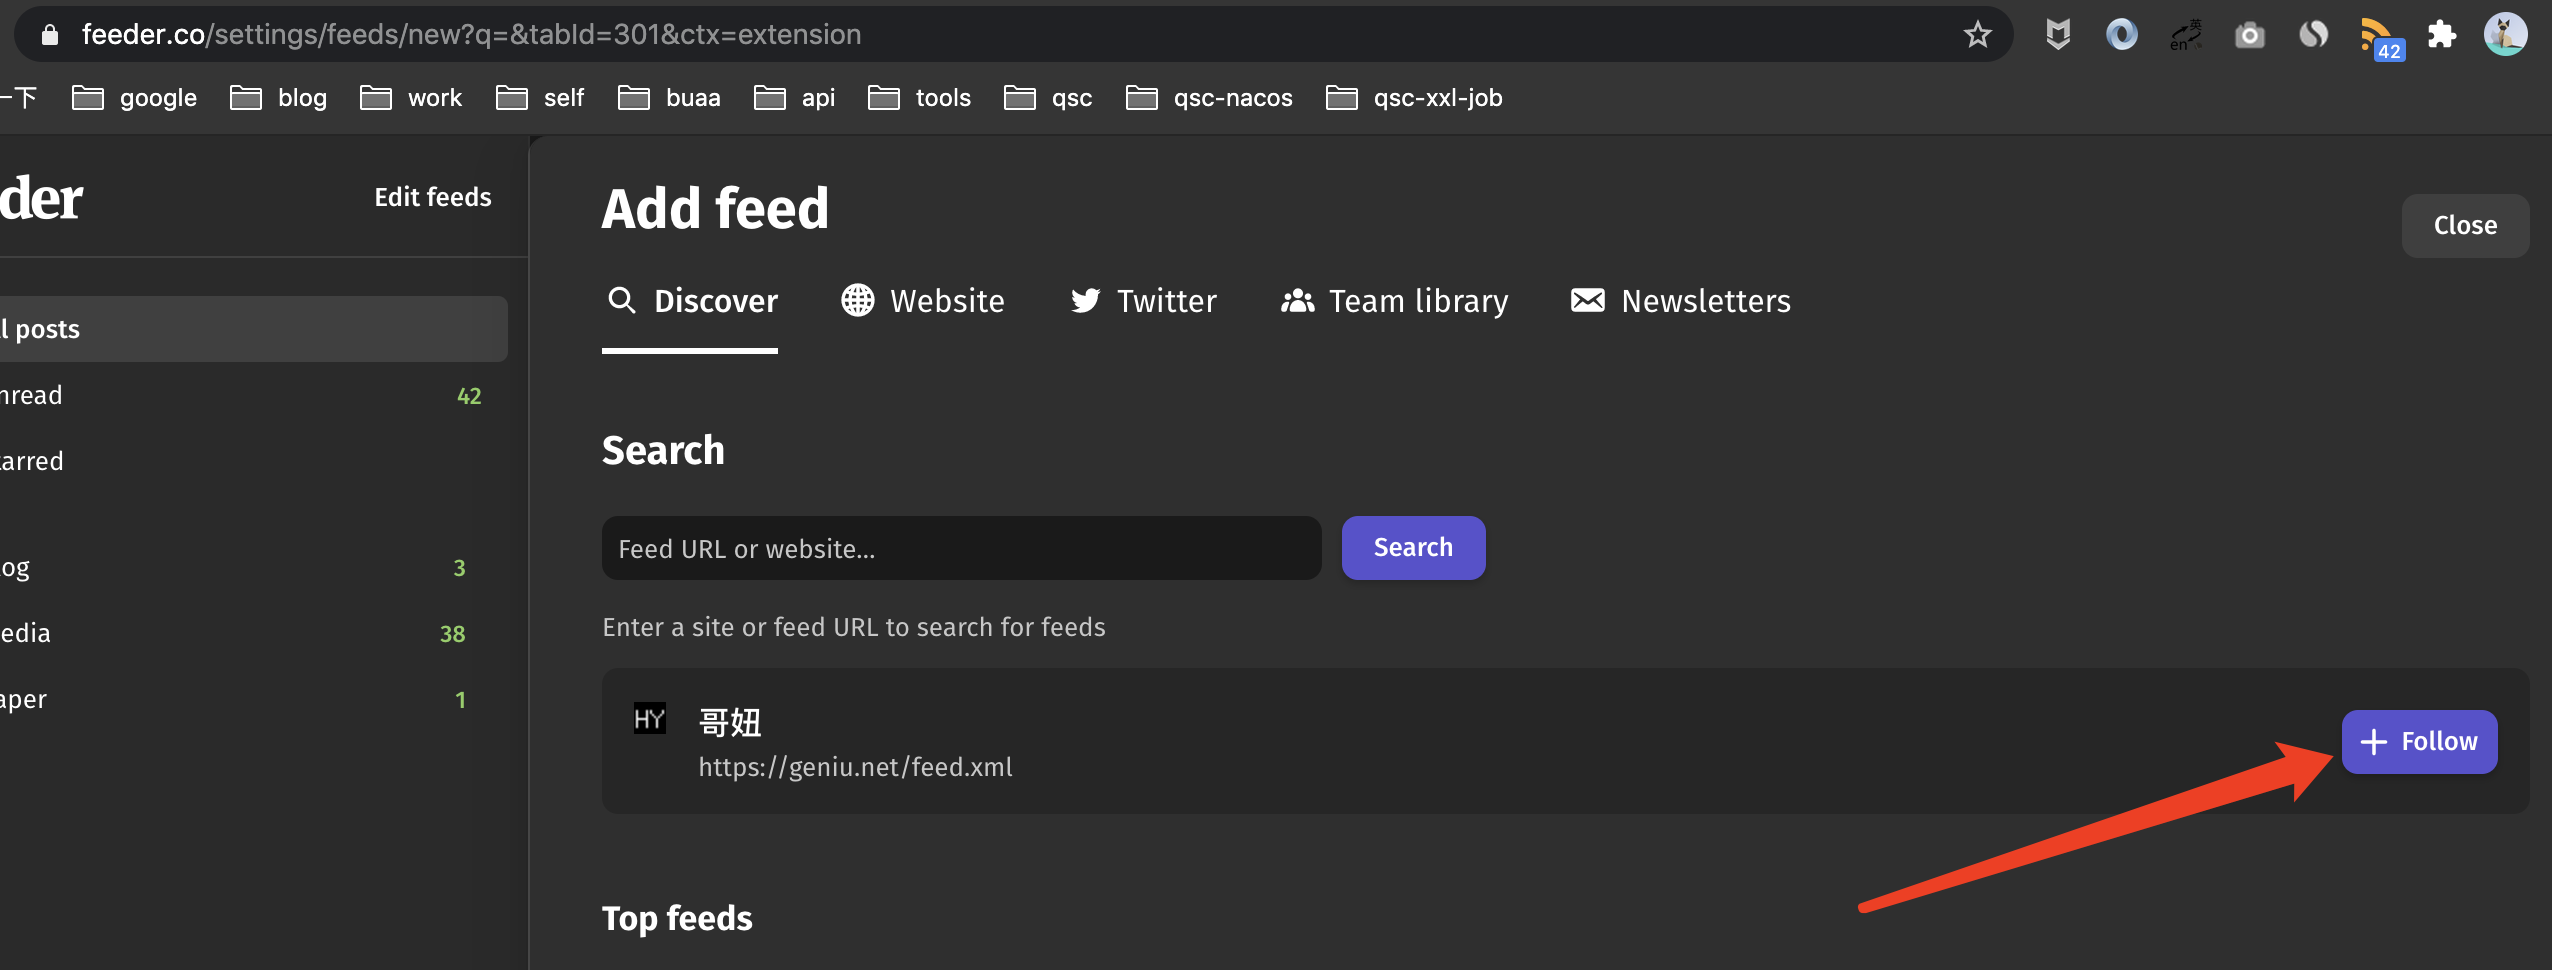 feeder.co/settings/feeds/new?q=&tabId=301&ctx=extension
英
en
42
一下
google
blog
work
self
buaa
api
tools
qsc
qsc-nacos
qsc-xxl-job
der
Edit feeds
l posts
nread
42
tarred
og
3
edia
38
aper
1
Add feed
Close
Discover
Website
Twitter
Team library
Newsletters
Search
Feed URL or website...
Search
Enter a site or feed URL to search for feeds
HY
哥妞
https://geniu.net/feed.xml
+ Follow
Top feeds